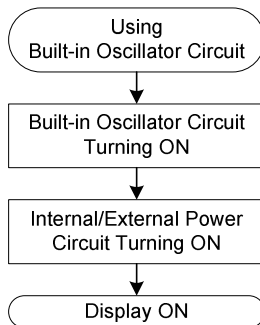 Using
Built-in Oscillator Circuit
Built-in Oscillator Circuit
Turning ON
Internal/External Power
Circuit Turning ON
Display ON